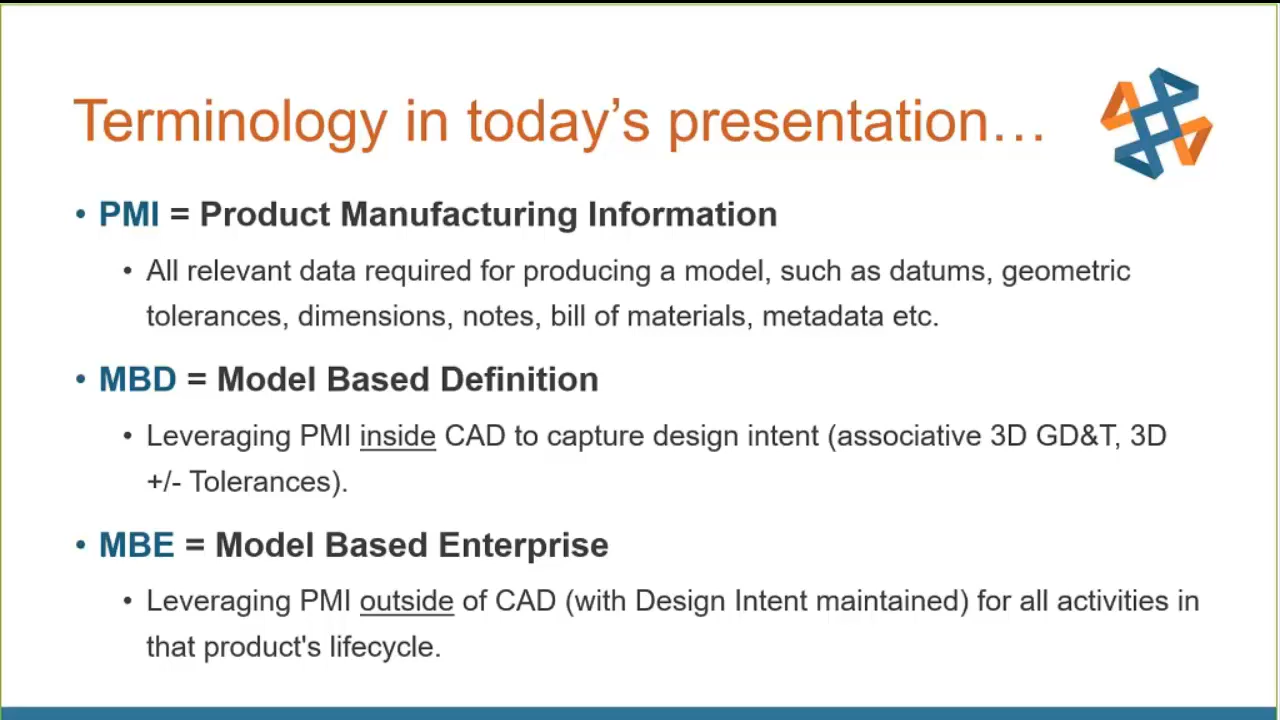 Terminology in today’s presentation…
• PMI = Product Manufacturing Information
• All relevant data required for producing a model, such as datums, geometric
tolerances, dimensions, notes, bill of materials, metadata etc.
• MBD = Model Based Definition
• Leveraging PMI inside CAD to capture design intent (associative 3D GD&T, 3D
+/- Tolerances).
• MBE = Model Based Enterprise
• Leveraging PMI outside of CAD (with Design Intent maintained) for all activities in
that product's lifecycle.